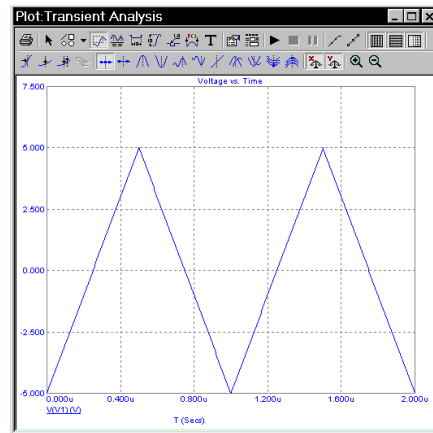 Plot:Transient Analysis
T
Voltage vs. Time
7.500
5.000
2.500
0.000
-2.500
-5.000
0.000u 0.400u 0.800u 1.200u 1.600u 2.000u
V(V1) (V)
T (Secs)